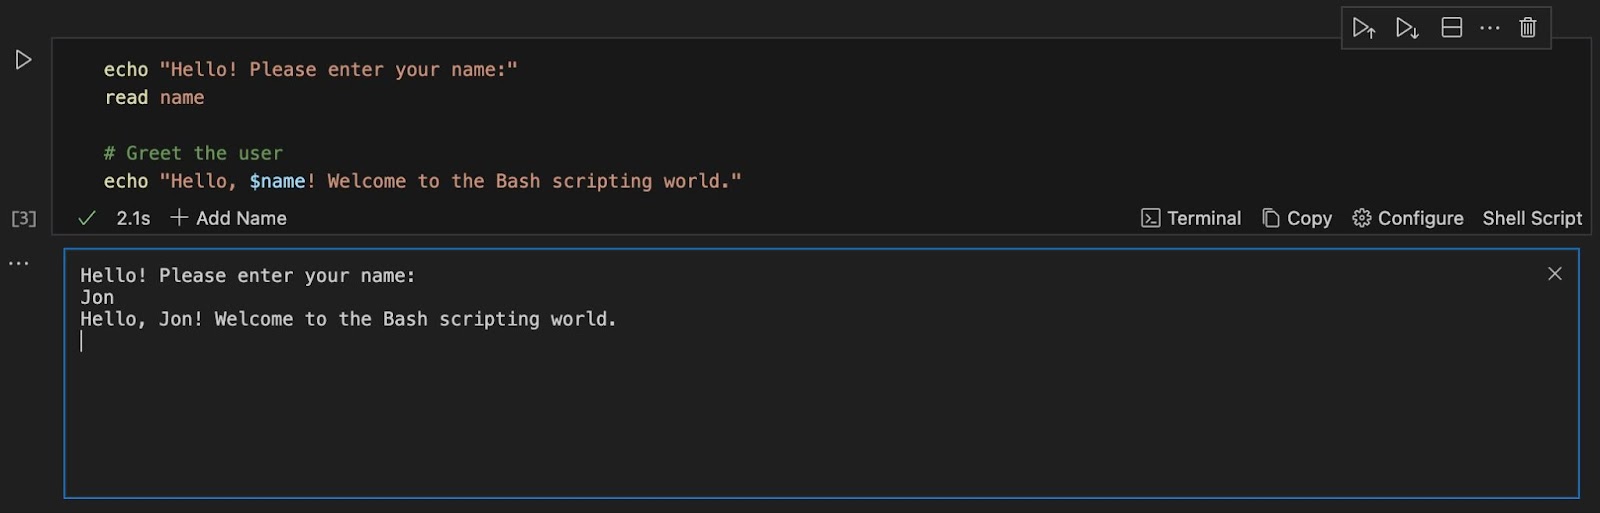 echo "Hello! Please enter your name:"
read name
# Greet the user
echo "Hello, $name! Welcome to the Bash scripting world."
[3] 2.1s Add Name Terminal Copy Configure Shell Script
Hello! Please enter your name:
Jon
Hello, Jon! Welcome to the Bash scripting world.